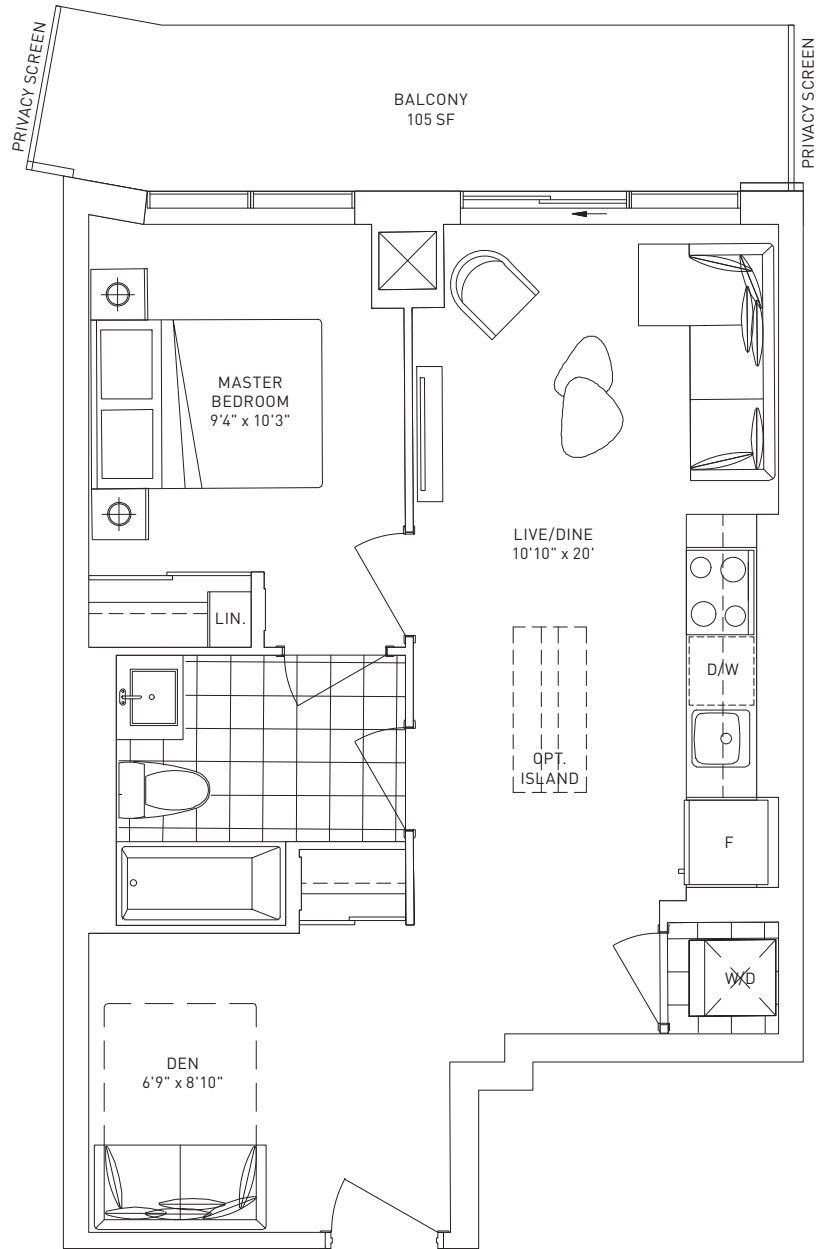 PRIVACY SCREEN
PRIVACY SCREEN
BALCONY
105 SF
MASTER
BEDROOM
9'4" x 10'3"
LIVE/DINE
10'10" x 20'
LIN.
D/W
OPT.
ISLAND
F
W/D
DEN
6'9" x 8'10"